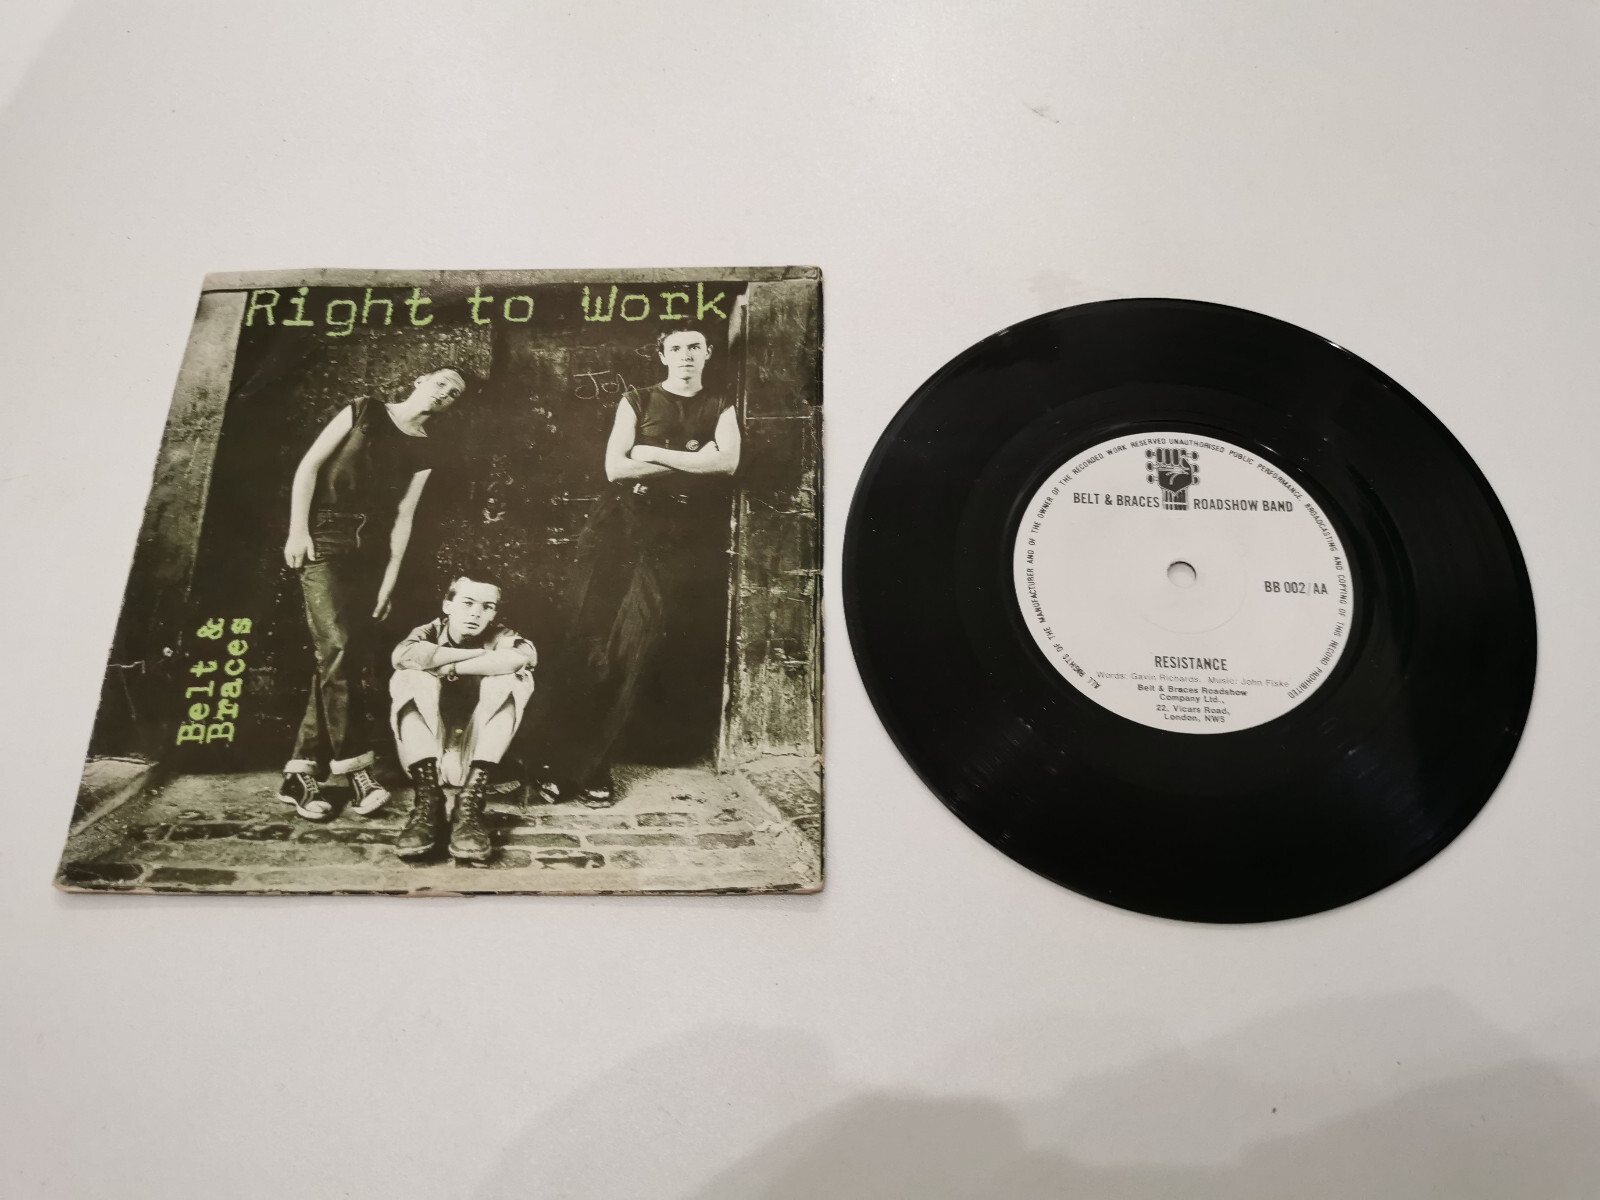 Right to Work
Joh
Belt &
Braces
ALL RIGHTS OF THE MANUFACTURER AND OF THE OWNER OF THE RECORDED WORK RESERVED UNAUTHORISED PUBLIC PERFORMANCE, BROADCASTING AND COPYING OF THIS RECORD PROHIBITED
BELT & BRACES ROADSHOW BAND
BB 002/AA
RESISTANCE
Words: Gavin Richards. Music: John Fiske
Belt & Braces Roadshow
Company Ltd.,
22, Vicars Road,
London, NW5